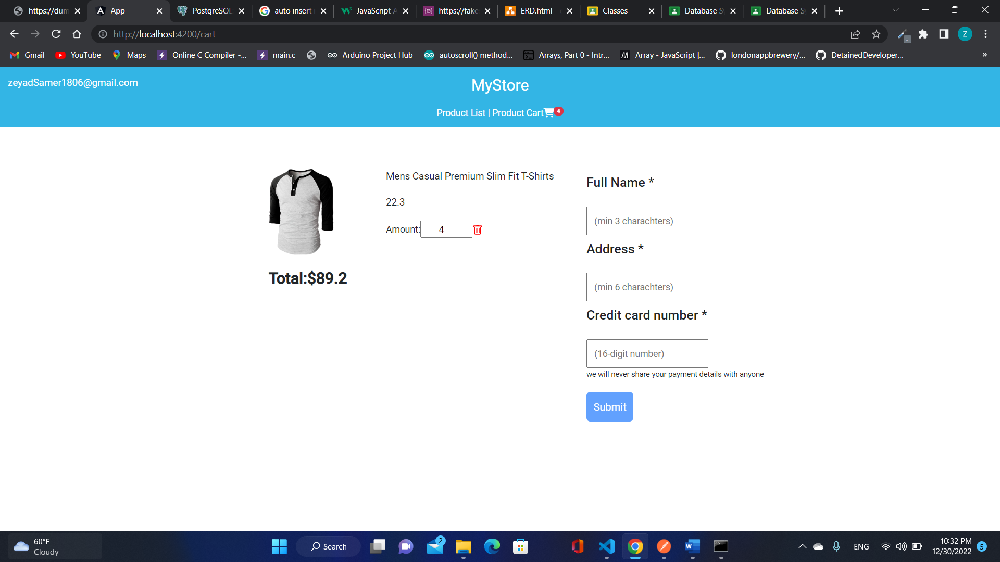 https://dum
App
PostgreSQL
auto insert i
JavaScript A
https://fake
ERD.html -
Classes
Database Sy
Database Sy
http://localhost:4200/cart
Z
Gmail
YouTube
Maps
Online C Compiler -...
main.c
Arduino Project Hub
autoscroll() method...
Arrays, Part 0 - Intr...
Array - JavaScript |...
londonappbrewery/...
DetainedDeveloper...
»
zeyadSamer1806@gmail.com
MyStore
Product List | Product Cart 4
Mens Casual Premium Slim Fit T-Shirts
22.3
Amount: 4
Total:$89.2
Full Name *
(min 3 charachters)
Address *
(min 6 charachters)
Credit card number *
(16-digit number)
we will never share your payment details with anyone
Submit
60°F
Cloudy
Search
2
ENG
10:32 PM
12/30/2022
5